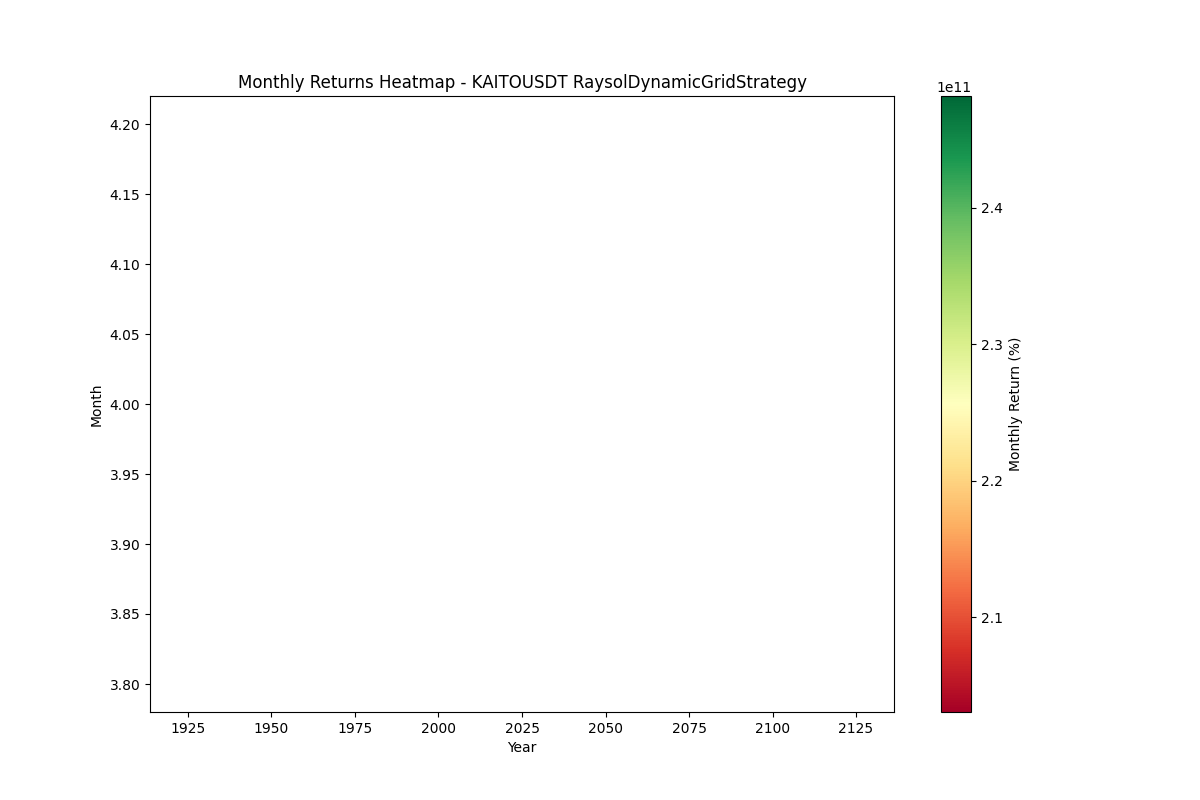 Monthly Returns Heatmap - KAITOUSDT RaysolDynamicGridStrategy
1e11
4.20
4.15
4.10
4.05
4.00
3.95
3.90
3.85
3.80
Month
1925 1950 1975 2000 2025 2050 2075 2100 2125
Year
2.4
2.3
2.2
2.1
Monthly Return (%)